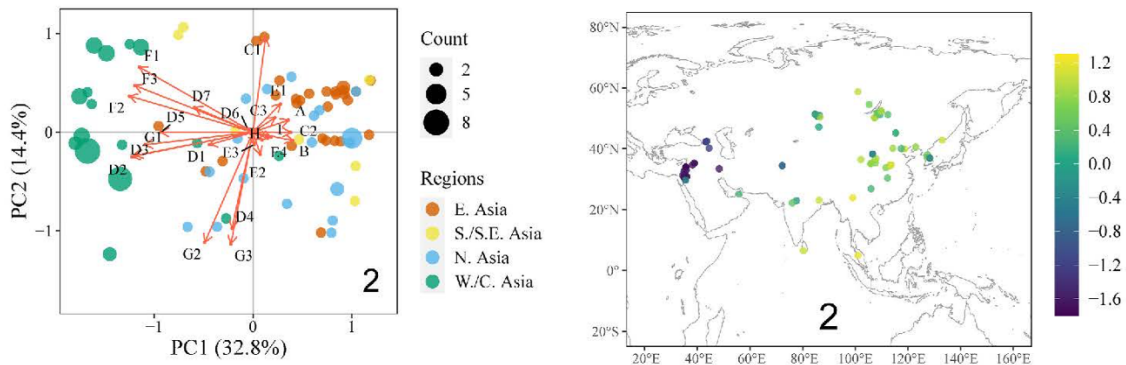 PC2 (14.4%)
1
0
−1
C1
F1
F3
F2
D7
D6
C3
E1
A
D5
H
I
C2
G1
D3
D1
E3
E4
B
D2
E2
D4
G2
G3
2
−1
0
1
PC1 (32.8%)
Count
2
5
8
Regions
E. Asia
S./S.E. Asia
N. Asia
W./C. Asia
80°N
60°N
40°N
20°N
0°
20°S
2
20°E 40°E 60°E 80°E 100°E 120°E 140°E 160°E
1.2
0.8
0.4
0.0
−0.4
−0.8
−1.2
−1.6